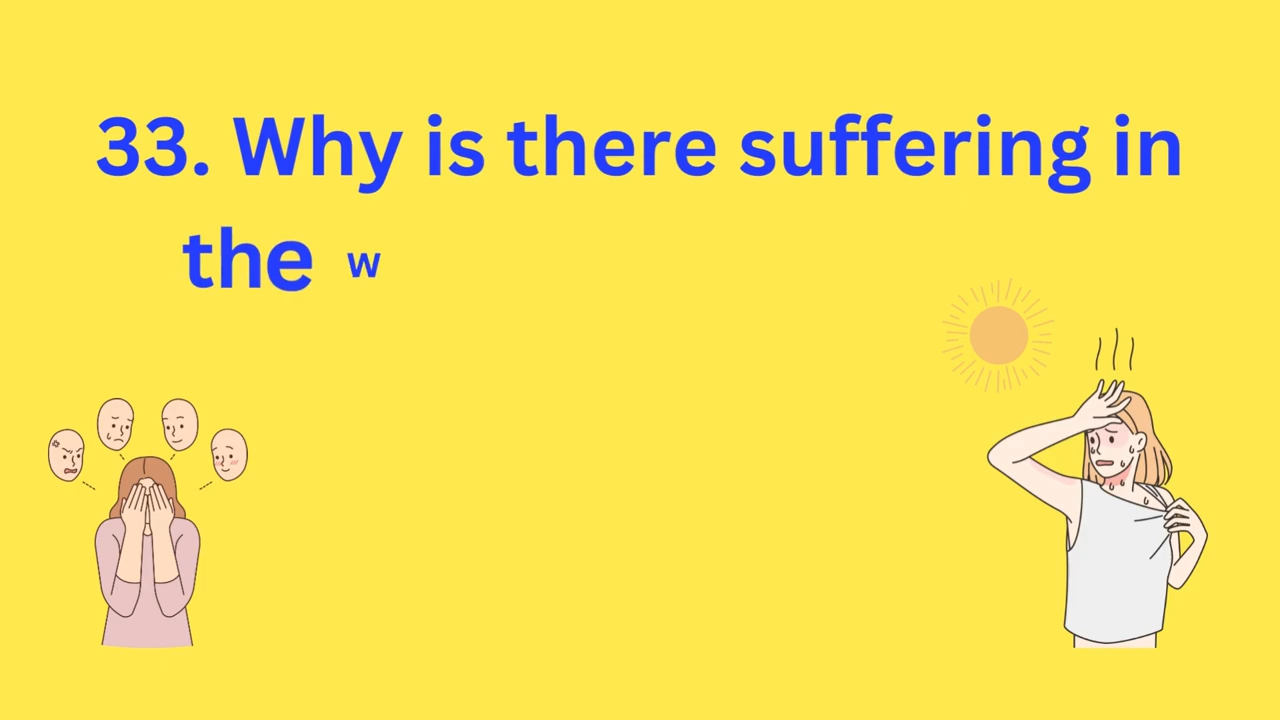 33. Why is there suffering in
the w